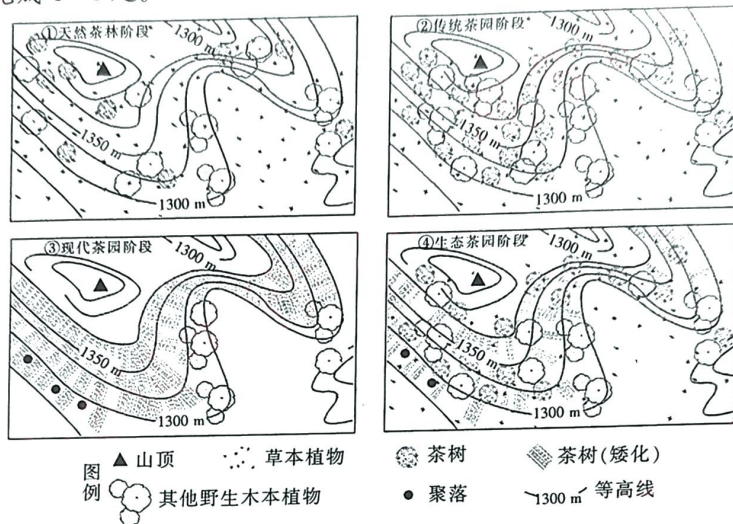 ①天然茶林阶段
1300 m
1350 m
1300 m
②传统茶园阶段
1300 m
1350 m
1300 m
③现代茶园阶段
1300 m
1350 m
1300 m
④生态茶园阶段
1300 m
1350 m
1300 m
图例
山顶
草本植物
茶树
茶树(矮化)
其他野生木本植物
聚落
1300 m 等高线